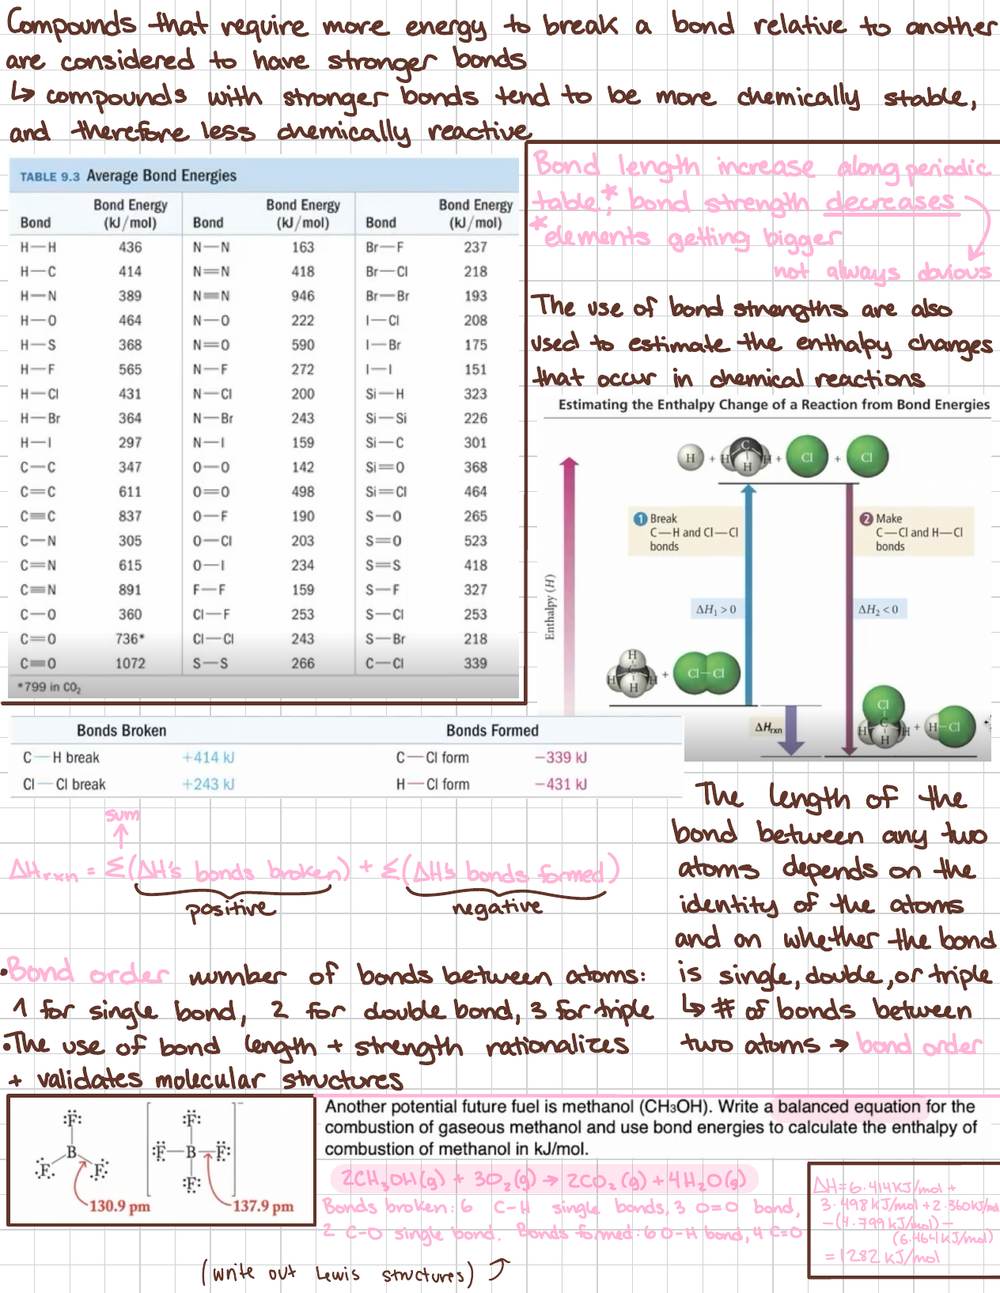 Compounds that require more energy to break a bond relative to another
are considered to have stronger bonds
↳ compounds with stronger bonds tend to be more chemically stable,
and therefore less chemically reactive
TABLE 9.3 Average Bond Energies
Bond Bond Energy (kJ/mol) Bond Bond Energy (kJ/mol) Bond Bond Energy (kJ/mol)
H—H 436 N—N 163 Br—F 237
H—C 414 N=N 418 Br—Cl 218
H—N 389 N≡N 946 Br—Br 193
H—O 464 N—O 222 I—Cl 208
H—S 368 N=O 590 I—Br 175
H—F 565 N—F 272 I—I 151
H—Cl 431 N—Cl 200 Si—H 323
H—Br 364 N—Br 243 Si—Si 226
H—I 297 N—I 159 Si—C 301
C—C 347 O—O 142 Si=O 368
C=C 611 O=O 498 Si=Cl 464
C≡C 837 O—F 190 S—O 265
C—N 305 O—Cl 203 S=O 523
C=N 615 O—I 234 S=S 418
C≡N 891 F—F 159 S—F 327
C—O 360 Cl—F 253 S—Cl 253
C=O 736* Cl—Cl 243 S—Br 218
C≡O 1072 S—S 266 C—Cl 339
*799 in CO₂
Bond length increase along periodic
table,* bond strength decreases
*elements getting bigger
not always obvious
The use of bond strengths are also
used to estimate the enthalpy changes
that occur in chemical reactions
Estimating the Enthalpy Change of a Reaction from Bond Energies
H + H C H H + Cl + Cl
1 Break
C—H and Cl—Cl
bonds
2 Make
C—Cl and H—Cl
bonds
Enthalpy (H)
ΔH₁ > 0
ΔH₂ < 0
H H H H + Cl—Cl
ΔHrxn
Cl C H H + H—Cl
Bonds Broken Bonds Formed
C—H break +414 kJ C—Cl form −339 kJ
Cl—Cl break +243 kJ H—Cl form −431 kJ
sum
ΔHrxn = Σ(ΔH's bonds broken) + Σ(ΔH's bonds formed)
positive negative
The length of the
bond between any two
atoms depends on the
identity of the atoms
and on whether the bond
is single, double, or triple
↳ # of bonds between
two atoms → bond order
•Bond order number of bonds between atoms:
1 for single bond, 2 for double bond, 3 for triple
•The use of bond length + strength rationalizes
+ validates molecular structures
:F: :F:
B :F—B—F: −
:F: :F: :F:
130.9 pm 137.9 pm
Another potential future fuel is methanol (CH₃OH). Write a balanced equation for the
combustion of gaseous methanol and use bond energies to calculate the enthalpy of
combustion of methanol in kJ/mol.
2CH₃OH(g) + 3O₂(g) → 2CO₂(g) + 4H₂O(g)
Bonds broken: 6 C-H single bonds, 3 O=O bond,
2 C-O single bond. Bonds formed: 6 O-H bond, 4 C=O
(write out Lewis structures)
ΔH=6·414KJ/mol +
3·498KJ/mol+2·360KJ/mol
−(4·799KJ/mol)−
(6·464KJ/mol)
= 1282 KJ/mol